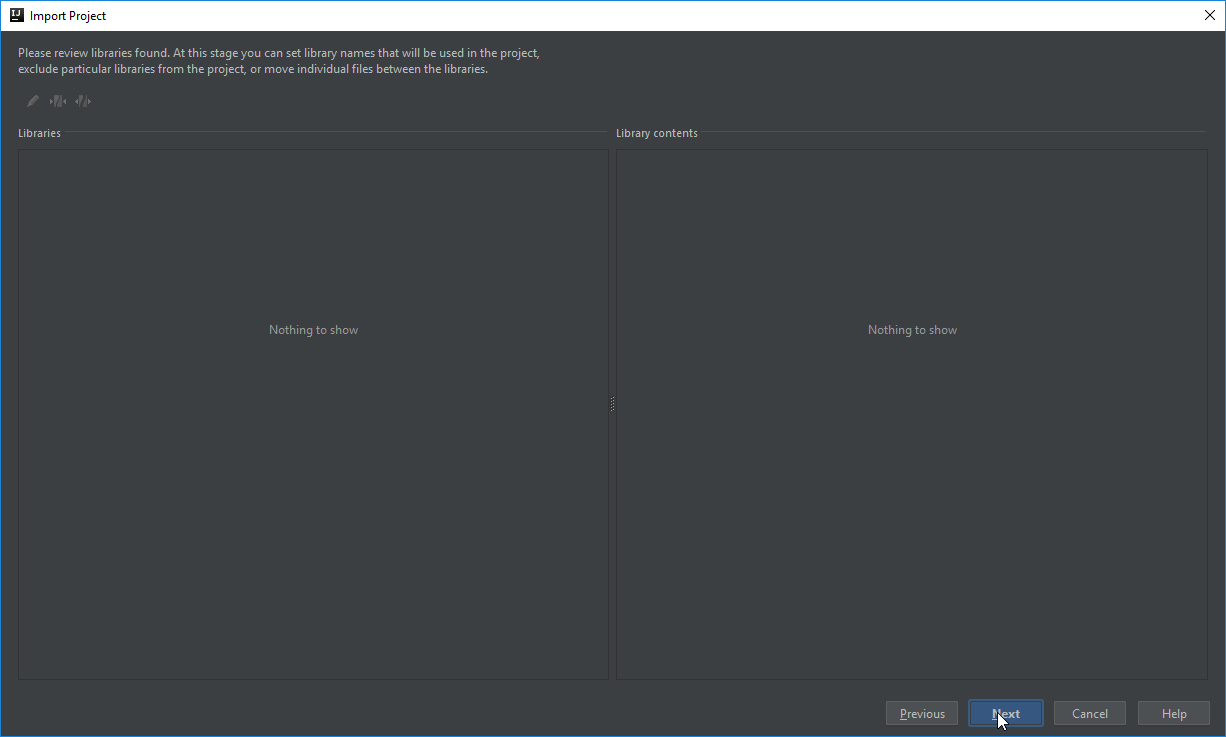 IJ
Import Project
Please review libraries found. At this stage you can set library names that will be used in the project,
exclude particular libraries from the project, or move individual files between the libraries.
Libraries
Library contents
Nothing to show
Nothing to show
Previous
Next
Cancel
Help